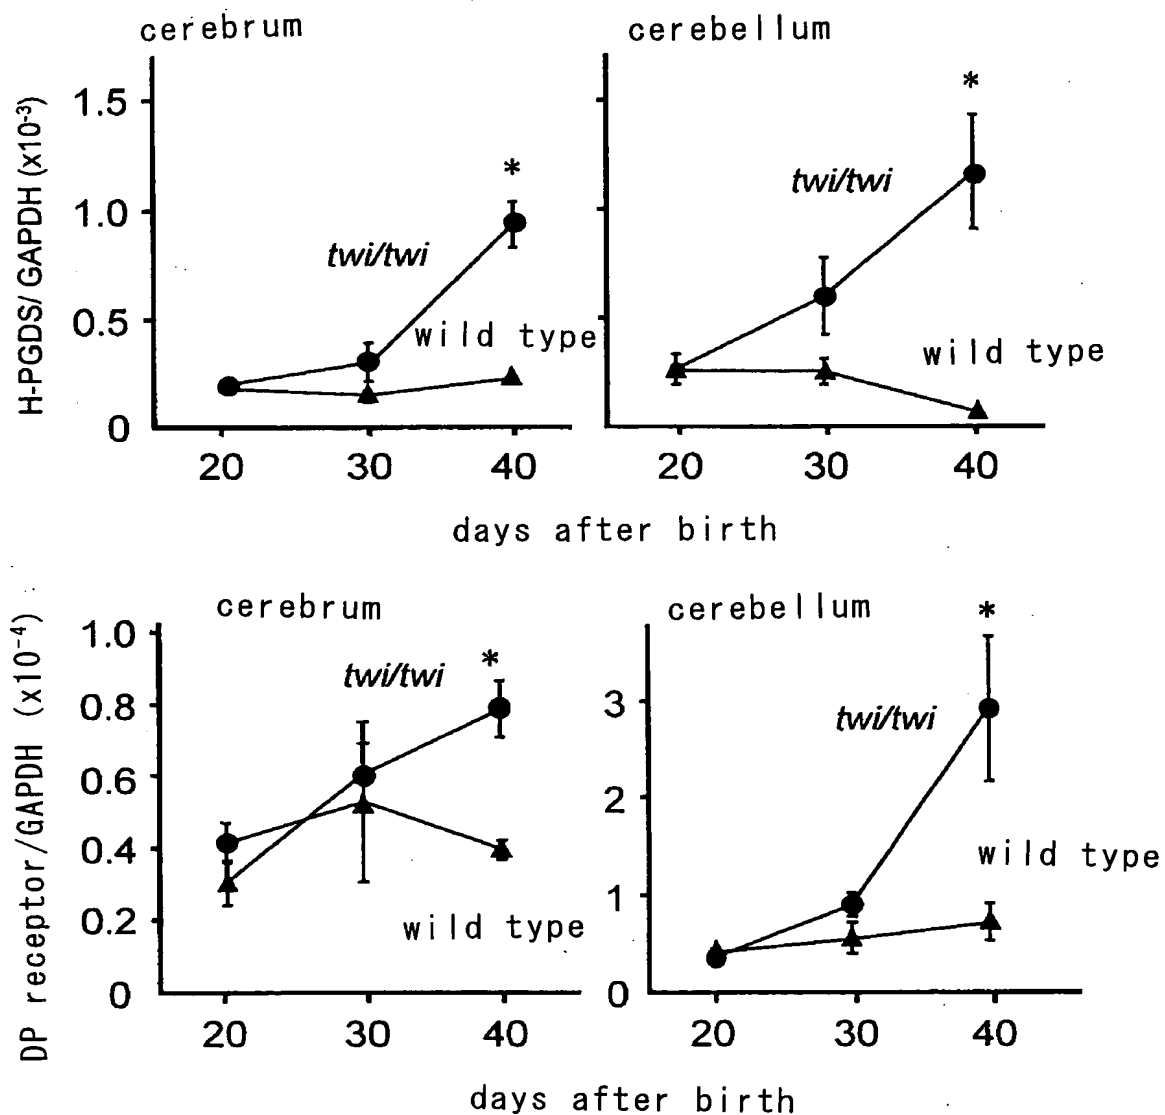 cerebrum
cerebellum
H-PGDS/ GAPDH (x10⁻³)
1.5
1.0
0.5
0
*
twi/twi
wild type
*
twi/twi
wild type
20 30 40
20 30 40
days after birth
cerebrum
cerebellum
DP receptor/GAPDH (x10⁻⁴)
1.0
0.8
0.6
0.4
0.2
0
twi/twi
*
wild type
3
2
1
0
*
twi/twi
wild type
20 30 40
20 30 40
days after birth